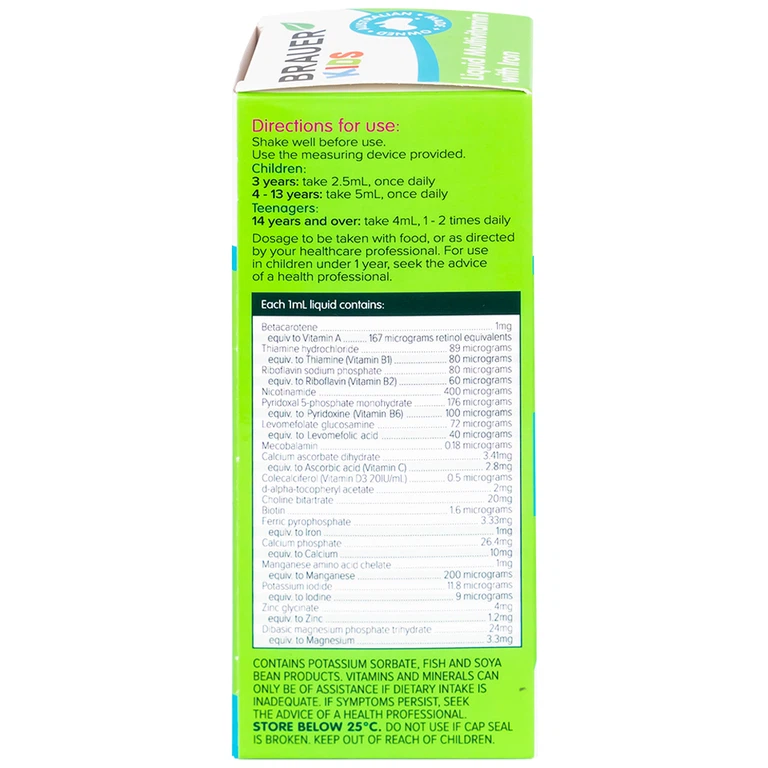 BRAUER
KIDS
AUSTRALIAN MADE OWNED
Liquid Multivitamin
with Iron
Directions for use:
Shake well before use.
Use the measuring device provided.
Children:
3 years: take 2.5mL, once daily
4 - 13 years: take 5mL, once daily
Teenagers:
14 years and over: take 4mL, 1 - 2 times daily
Dosage to be taken with food, or as directed
by your healthcare professional. For use
in children under 1 year, seek the advice
of a health professional.
Each 1mL liquid contains:
Betacarotene 1mg
equiv to Vitamin A 167 micrograms retinol equivalents
Thiamine hydrochloride 89 micrograms
equiv. to Thiamine (Vitamin B1) 80 micrograms
Riboflavin sodium phosphate 80 micrograms
equiv. to Riboflavin (Vitamin B2) 60 micrograms
Nicotinamide 400 micrograms
Pyridoxal 5-phosphate monohydrate 176 micrograms
equiv. to Pyridoxine (Vitamin B6) 100 micrograms
Levomefolate glucosamine 72 micrograms
equiv. to Levomefolic acid 40 micrograms
Mecobalamin 0.18 micrograms
Calcium ascorbate dihydrate 3.41mg
equiv. to Ascorbic acid (Vitamin C) 2.8mg
Colecalciferol (Vitamin D3 20IU/mL) 0.5 micrograms
d-alpha-tocopheryl acetate 2mg
Choline bitartrate 20mg
Biotin 1.6 micrograms
Ferric pyrophosphate 3.33mg
equiv. to Iron 1mg
Calcium phosphate 26.4mg
equiv. to Calcium 10mg
Manganese amino acid chelate 1mg
equiv. to Manganese 200 micrograms
Potassium iodide 11.8 micrograms
equiv. to Iodine 9 micrograms
Zinc glycinate 4mg
equiv. to Zinc 1.2mg
Dibasic magnesium phosphate trihydrate 24mg
equiv. to Magnesium 3.3mg
CONTAINS POTASSIUM SORBATE, FISH AND SOYA
BEAN PRODUCTS. VITAMINS AND MINERALS CAN
ONLY BE OF ASSISTANCE IF DIETARY INTAKE IS
INADEQUATE. IF SYMPTOMS PERSIST, SEEK
THE ADVICE OF A HEALTH PROFESSIONAL.
STORE BELOW 25°C. DO NOT USE IF CAP SEAL
IS BROKEN. KEEP OUT OF REACH OF CHILDREN.